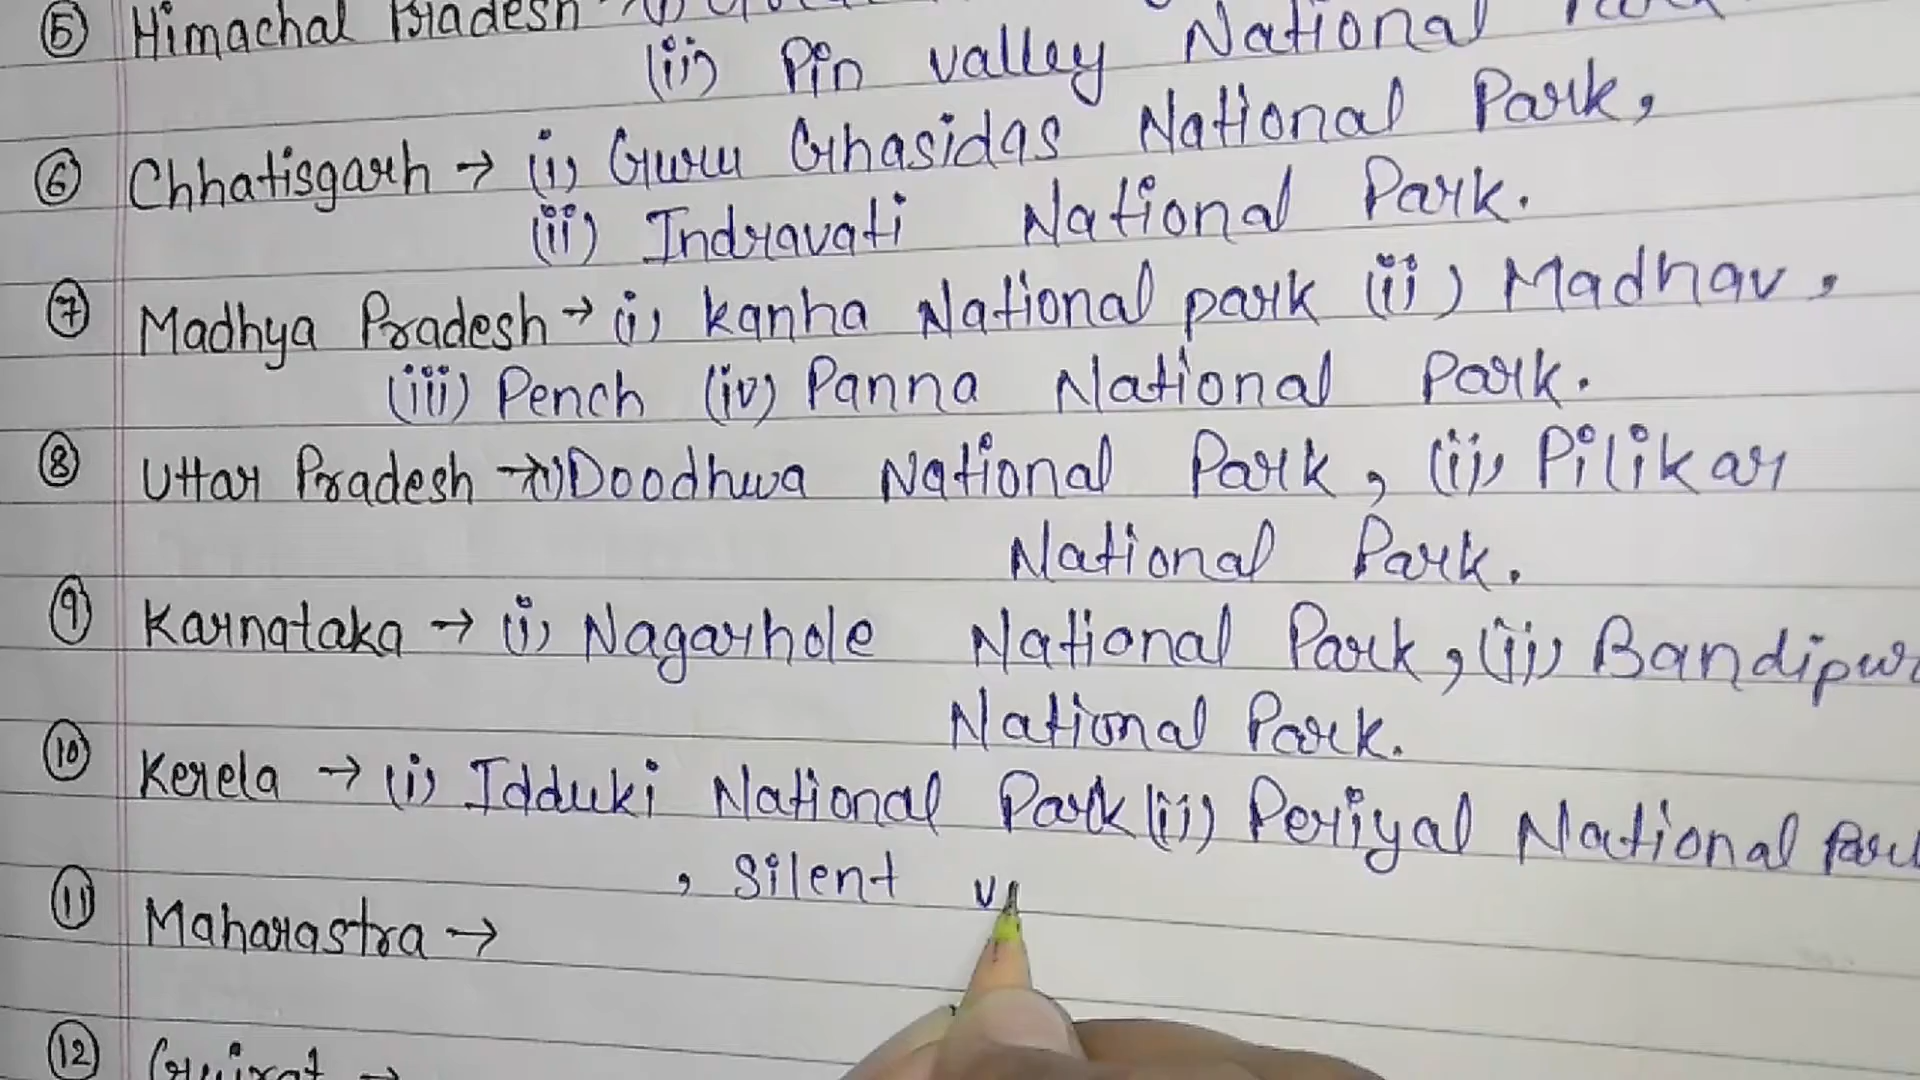 5 Himachal Pradesh → (i)
(ii) Pin valley National Park
6 Chhatisgarh → (i) Guru Ghasidas National Park,
(ii) Indravati National Park.
7 Madhya Pradesh → (i) Kanha National park (ii) Madhav,
(iii) Pench (iv) Panna National Park.
8 Uttar Pradesh → (i) Doodhwa National Park, (ii) Pilikar
National Park.
9 Karnataka → (i) Nagarhole National Park, (ii) Bandipur
National Park.
10 Kerela → (i) Idduki National Park (ii) Periyal National Park
, Silent
11 Maharastra →
12 Gujrat →